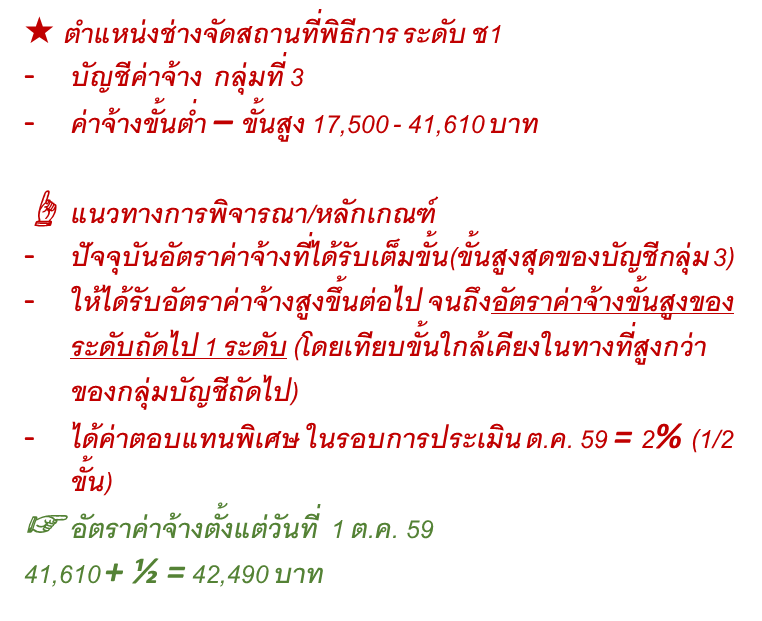 ★ ตำแหน่งช่างจัดสถานที่พิธีการ ระดับ ช1
- บัญชีค่าจ้าง กลุ่มที่ 3
- ค่าจ้างขั้นต่ำ – ขั้นสูง 17,500 - 41,610 บาท
แนวทางการพิจารณา/หลักเกณฑ์
- ปัจจุบันอัตราค่าจ้างที่ได้รับเต็มขั้น(ขั้นสูงสุดของบัญชีกลุ่ม 3)
- ให้ได้รับอัตราค่าจ้างสูงขึ้นต่อไป จนถึงอัตราค่าจ้างขั้นสูงของ
ระดับถัดไป 1 ระดับ (โดยเทียบขั้นใกล้เคียงในทางที่สูงกว่า
ของกลุ่มบัญชีถัดไป)
- ได้ค่าตอบแทนพิเศษ ในรอบการประเมิน ต.ค. 59 = 2% (1/2
ขั้น)
☞ อัตราค่าจ้างตั้งแต่วันที่ 1 ต.ค. 59
41,610 + ½ = 42,490 บาท